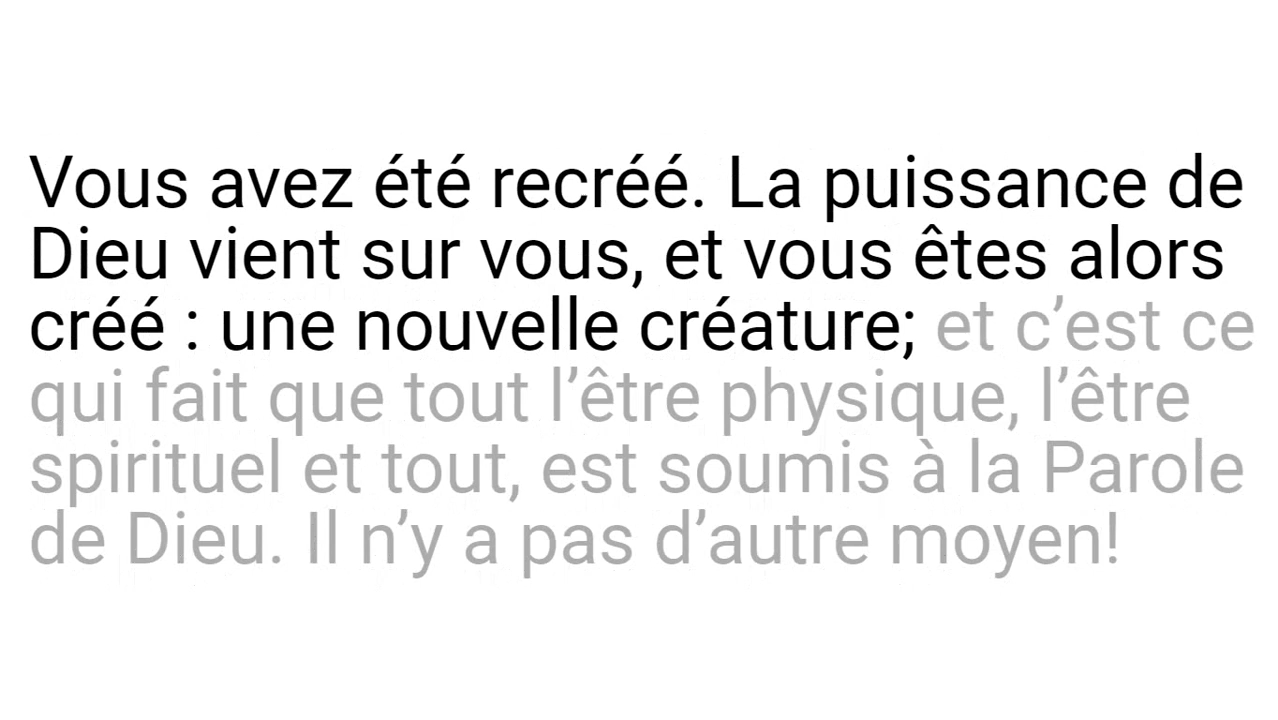 Vous avez été recréé. La puissance de
Dieu vient sur vous, et vous êtes alors
créé : une nouvelle créature; et c’est ce
qui fait que tout l’être physique, l’être
spirituel et tout, est soumis à la Parole
de Dieu. Il n’y a pas d’autre moyen!